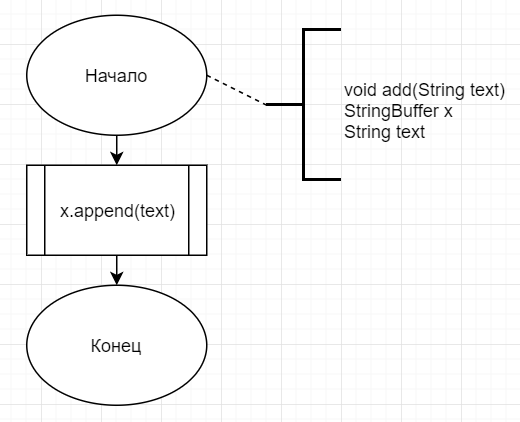 Начало
void add(String text)
StringBuffer x
String text
x.append(text)
Конец